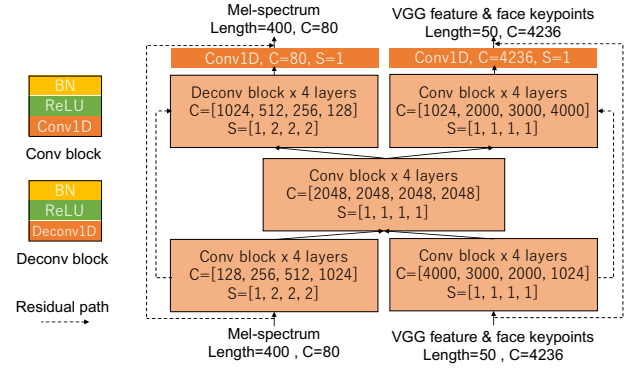 Mel-spectrum
Length=400, C=80
VGG feature & face keypoints
Length=50, C=4236
Conv1D, C=80, S=1
Conv1D, C=4236, S=1
BN
ReLU
Conv1D
Conv block
Deconv block x 4 layers
C=[1024, 512, 256, 128]
S=[1, 2, 2, 2]
Conv block x 4 layers
C=[1024, 2000, 3000, 4000]
S=[1, 1, 1, 1]
Conv block x 4 layers
C=[2048, 2048, 2048, 2048]
S=[1, 1, 1, 1]
BN
ReLU
Deconv1D
Deconv block
Conv block x 4 layers
C=[128, 256, 512, 1024]
S=[1, 2, 2, 2]
Conv block x 4 layers
C=[4000, 3000, 2000, 1024]
S=[1, 1, 1, 1]
Residual path
Mel-spectrum
Length=400 , C=80
VGG feature & face keypoints
Length=50 , C=4236